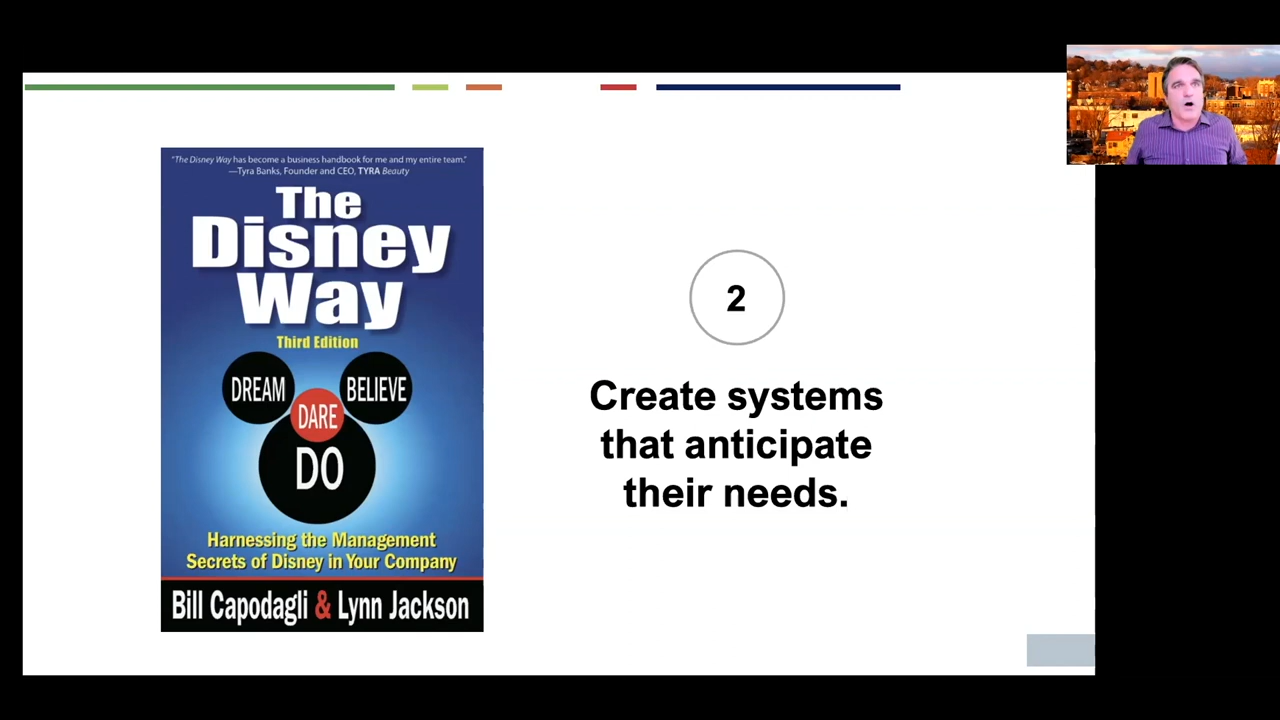 "The Disney Way has become a business handbook for me and my entire team."
—Tyra Banks, Founder and CEO, TYRA Beauty
The
Disney
Way
Third Edition
DREAM
BELIEVE
DARE
DO
Harnessing the Management
Secrets of Disney in Your Company
Bill Capodagli & Lynn Jackson
2
Create systems
that anticipate
their needs.